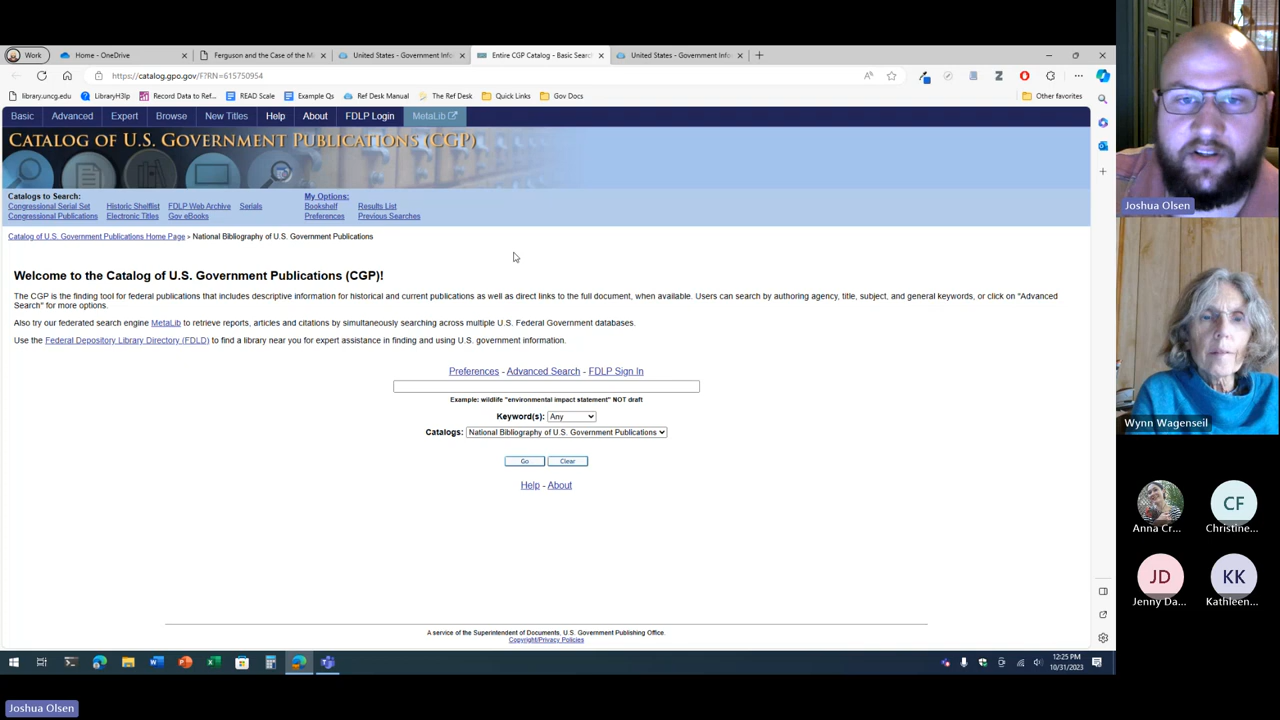 Work
Home - OneDrive
Ferguson and the Case of the M
United States - Government Info
Entire CGP Catalog - Basic Sear
United States - Government Info
https://catalog.gpo.gov/F?RN=615750954
library.uncg.edu
LibraryH3lp
Record Data to Ref...
READ Scale
Example Qs
Ref Desk Manual
The Ref Desk
Quick Links
Gov Docs
Other favorites
Basic
Advanced
Expert
Browse
New Titles
Help
About
FDLP Login
MetaLib
CATALOG OF U.S. GOVERNMENT PUBLICATIONS (CGP)
Catalogs to Search:
Congressional Serial Set Historic Shelflist FDLP Web Archive Serials
Congressional Publications Electronic Titles Gov eBooks
My Options:
Bookshelf Results List
Preferences Previous Searches
Catalog of U.S. Government Publications Home Page > National Bibliography of U.S. Government Publications
Welcome to the Catalog of U.S. Government Publications (CGP)!
The CGP is the finding tool for federal publications that includes descriptive information for historical and current publications as well as direct links to the full document, when available. Users can search by authoring agency, title, subject, and general keywords, or click on "Advanced
Search" for more options.
Also try our federated search engine MetaLib to retrieve reports, articles and citations by simultaneously searching across multiple U.S. Federal Government databases.
Use the Federal Depository Library Directory (FDLD) to find a library near you for expert assistance in finding and using U.S. government information.
Preferences - Advanced Search - FDLP Sign In
Example: wildlife "environmental impact statement" NOT draft
Keyword(s): Any
Catalogs: National Bibliography of U.S. Government Publications
Go Clear
Help - About
A service of the Superintendent of Documents, U.S. Government Publishing Office.
Copyright/Privacy Policies
12:25 PM
10/31/2023
Joshua Olsen
Wynn Wagenseil
Anna Cr...
CF
Christine...
JD
Jenny Da...
KK
Kathleen...
Joshua Olsen